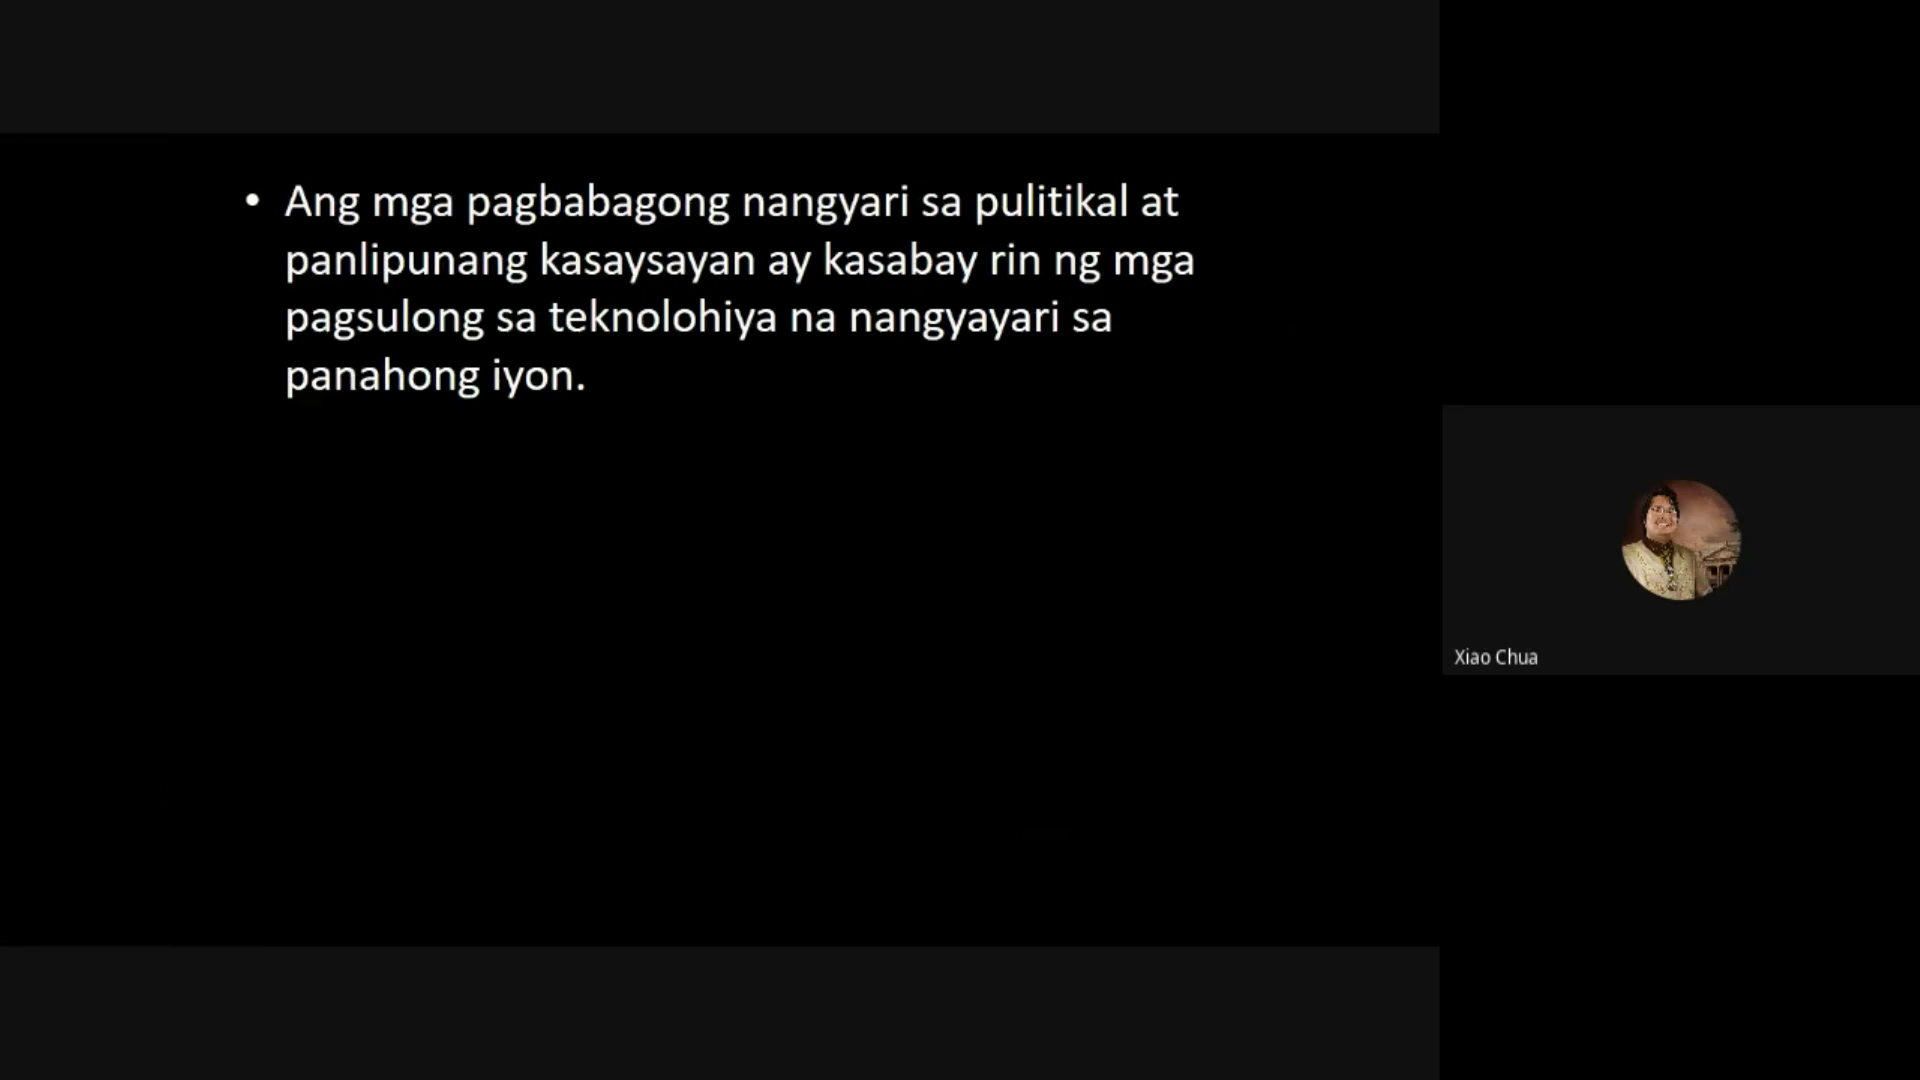 • Ang mga pagbabagong nangyari sa pulitikal at
panlipunang kasaysayan ay kasabay rin ng mga
pagsulong sa teknolohiya na nangyayari sa
panahong iyon.
Xiao Chua